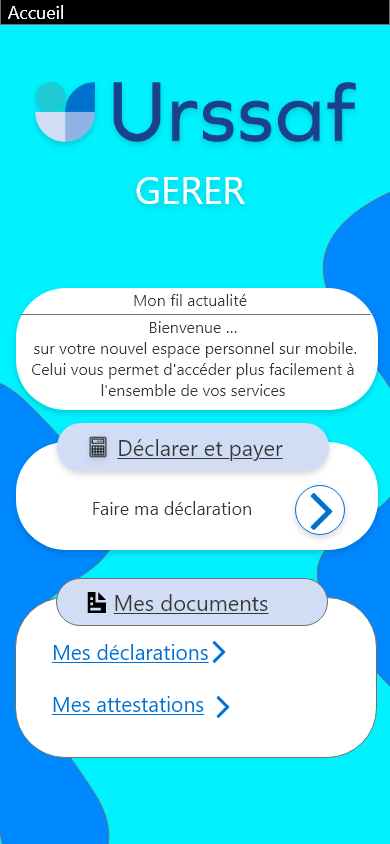 Accueil
Urssaf
GERER
Mon fil actualité
Bienvenue ...
sur votre nouvel espace personnel sur mobile.
Celui vous permet d'accéder plus facilement à
l'ensemble de vos services
Déclarer et payer
Faire ma déclaration
Mes documents
Mes déclarations
Mes attestations